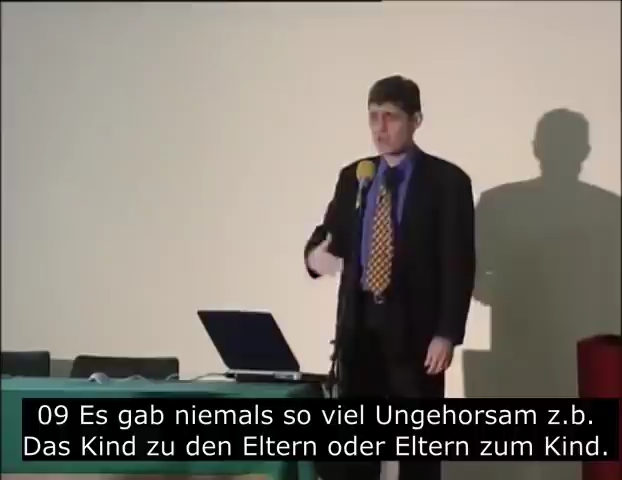 09 Es gab niemals so viel Ungehorsam z.b.
Das Kind zu den Eltern oder Eltern zum Kind.